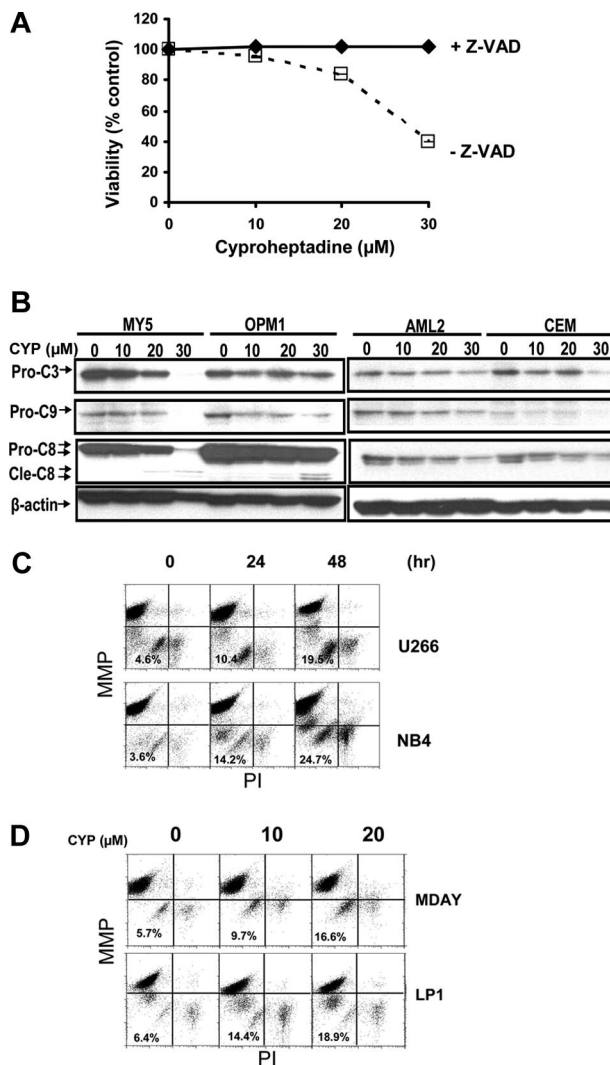 A
120
100
80
60
40
20
0
Viability (% control)
0 10 20 30
Cyproheptadine (µM)
+ Z-VAD
- Z-VAD
B
MY5 OPM1 AML2 CEM
CYP (µM) 0 10 20 30 0 10 20 30 0 10 20 30 0 10 20 30
Pro-C3
Pro-C9
Pro-C8
Cle-C8
β-actin
C
0 24 48 (hr)
4.6% 10.4 19.5%
U266
3.6% 14.2% 24.7%
NB4
MMP
PI
D
CYP (µM) 0 10 20
5.7% 9.7% 16.6%
MDAY
6.4% 14.4% 18.9%
LP1
MMP
PI